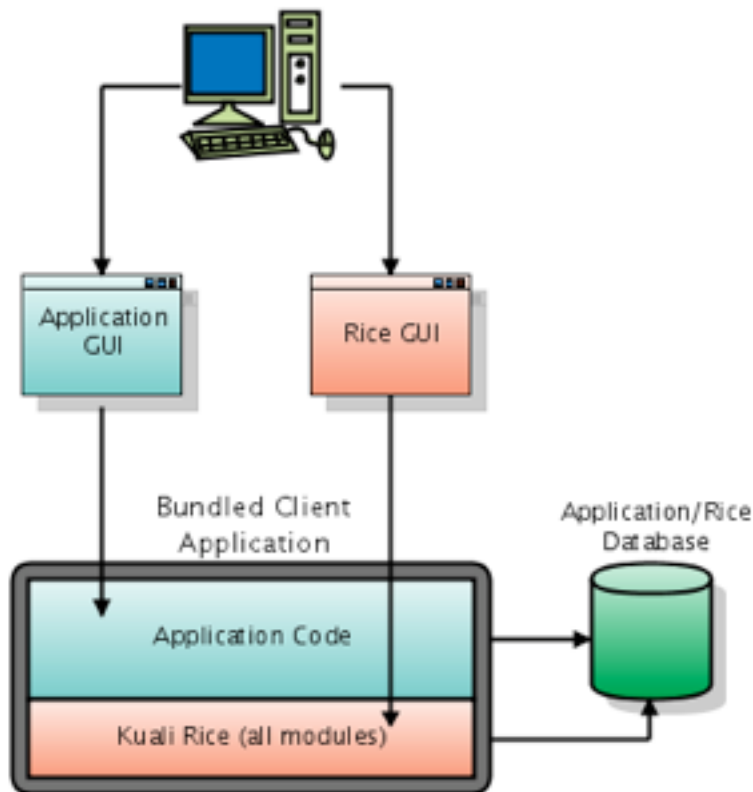 Application
GUI
Rice GUI
Bundled Client
Application
Application/Rice
Database
Application Code
Kuali Rice (all modules)